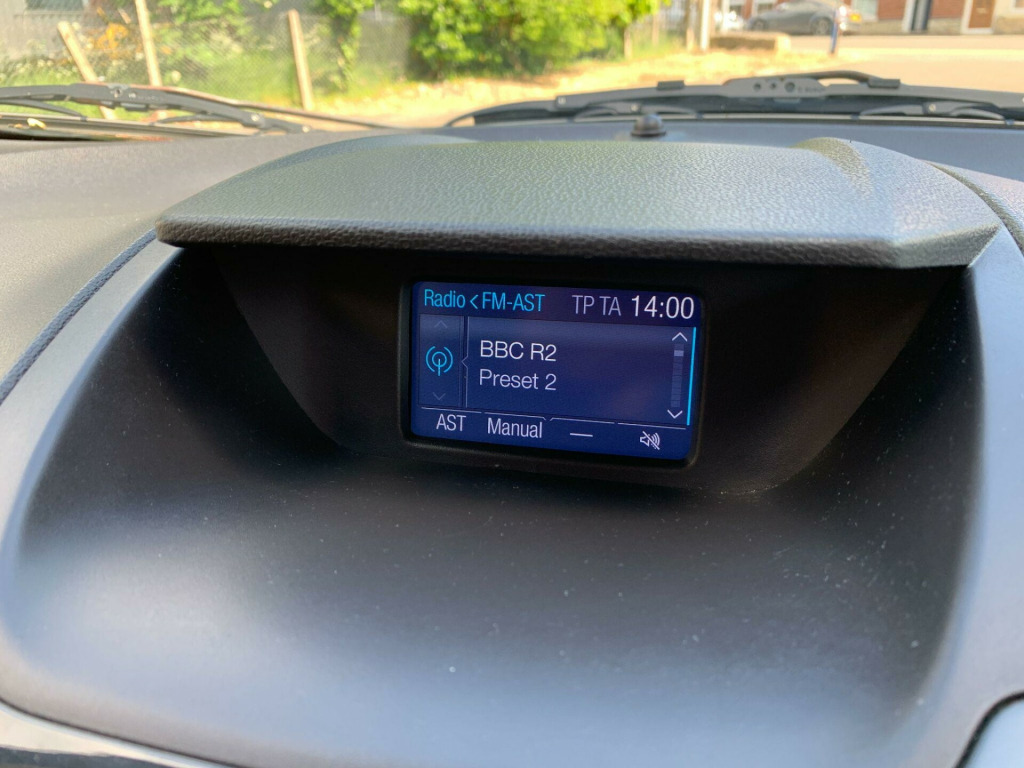 Radio < FM-AST TP TA 14:00
BBC R2
Preset 2
AST Manual —